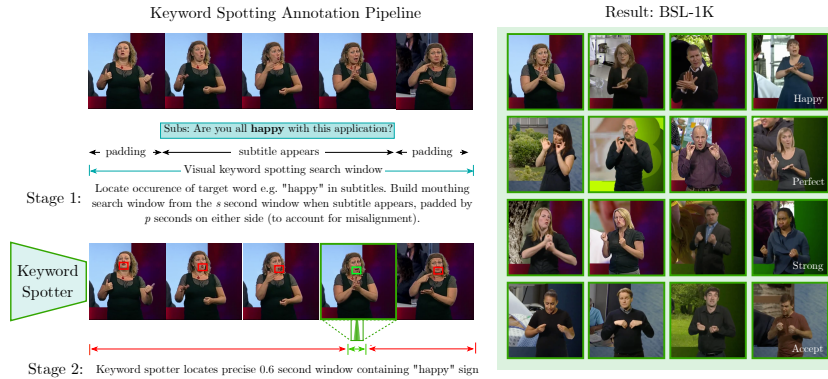 Keyword Spotting Annotation Pipeline
Subs: Are you all happy with this application?
padding
subtitle appears
padding
Visual keyword spotting search window
Stage 1:
Locate occurence of target word e.g. "happy" in subtitles. Build mouthing
search window from the s second window when subtitle appears, padded by
p seconds on either side (to account for misalignment).
Keyword
Spotter
Stage 2:
Keyword spotter locates precise 0.6 second window containing "happy" sign
Result: BSL-1K
Happy
Perfect
Strong
Accept